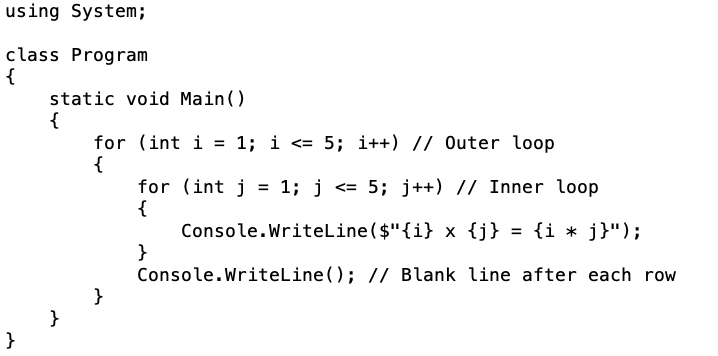 using System;

class Program
{
    static void Main()
    {
        for (int i = 1; i <= 5; i++) // Outer loop
        {
            for (int j = 1; j <= 5; j++) // Inner loop
            {
                Console.WriteLine($"{i} x {j} = {i * j}");
            }
            Console.WriteLine(); // Blank line after each row
        }
    }
}